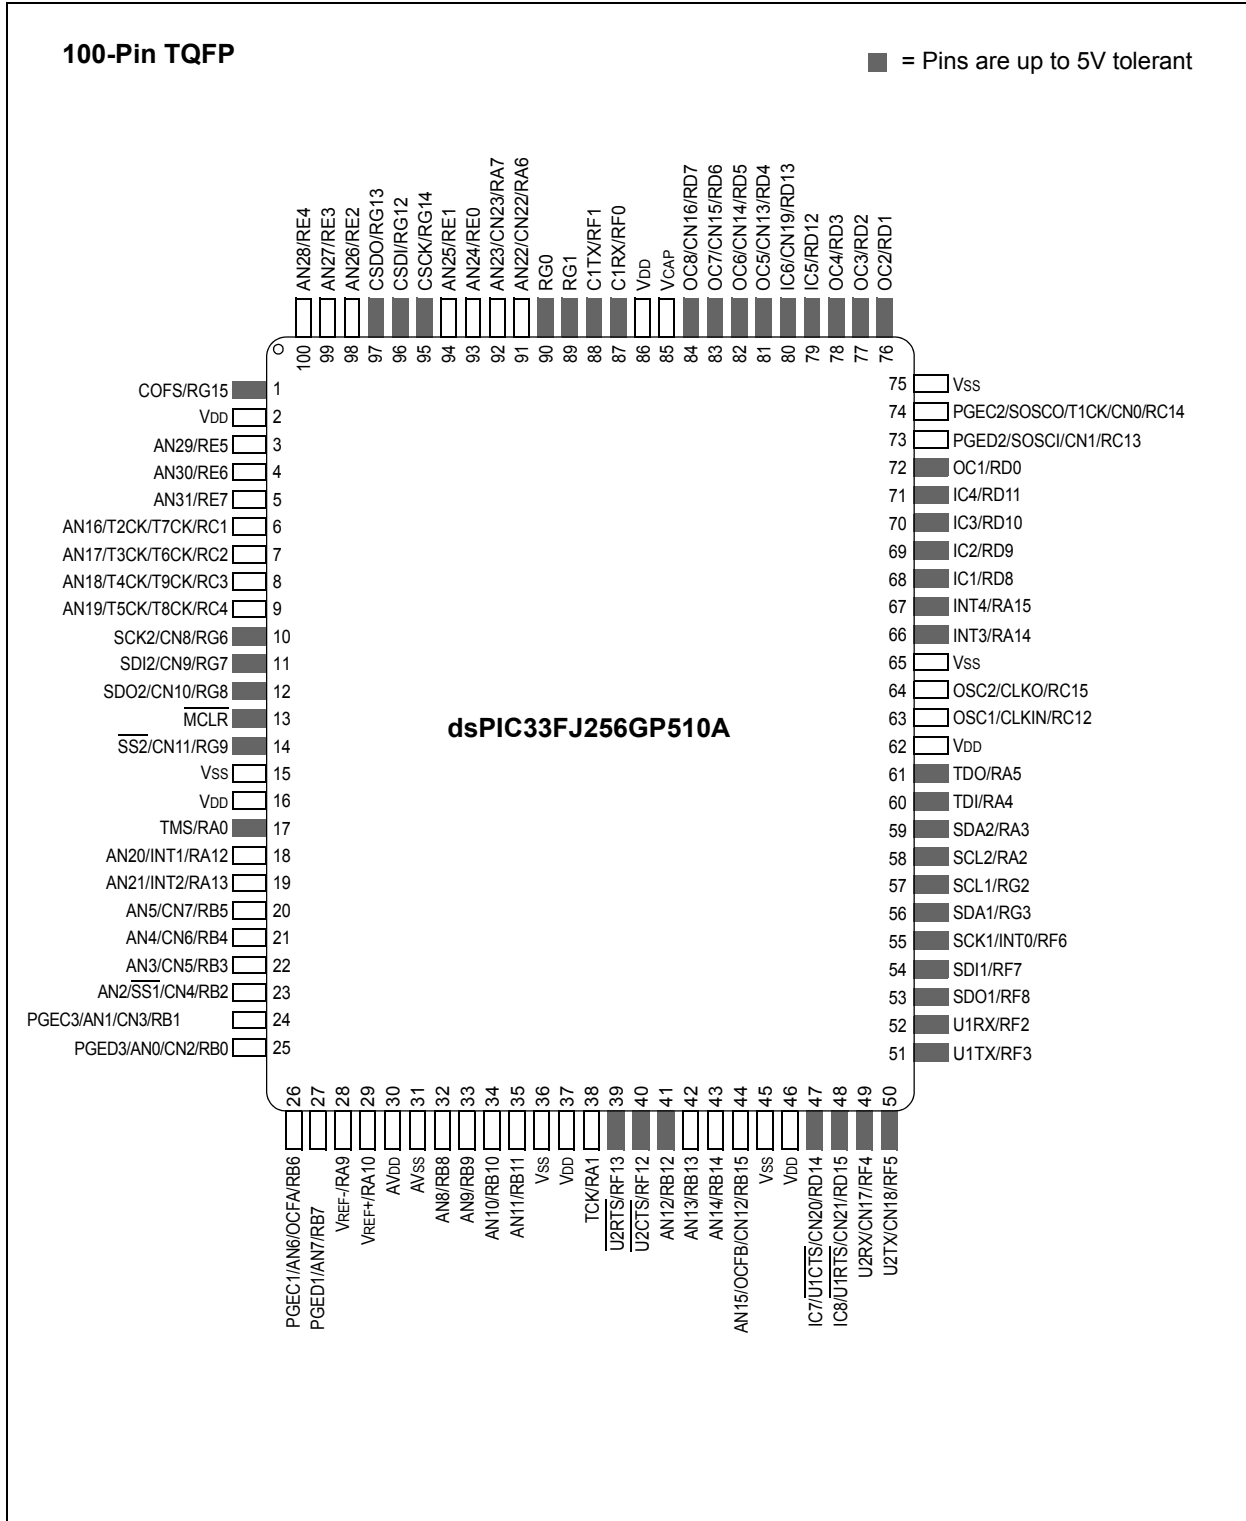 100-Pin TQFP
= Pins are up to 5V tolerant
AN28/RE4
AN27/RE3
AN26/RE2
CSDO/RG13
CSDI/RG12
CSCK/RG14
AN25/RE1
AN24/RE0
AN23/CN23/RA7
AN22/CN22/RA6
RG0
RG1
C1TX/RF1
C1RX/RF0
VDD
VCAP
OC8/CN16/RD7
OC7/CN15/RD6
OC6/CN14/RD5
OC5/CN13/RD4
IC6/CN19/RD13
IC5/RD12
OC4/RD3
OC3/RD2
OC2/RD1
100
99
98
97
96
95
94
93
92
91
90
89
88
87
86
85
84
83
82
81
80
79
78
77
76
COFS/RG15 1
VDD 2
AN29/RE5 3
AN30/RE6 4
AN31/RE7 5
AN16/T2CK/T7CK/RC1 6
AN17/T3CK/T6CK/RC2 7
AN18/T4CK/T9CK/RC3 8
AN19/T5CK/T8CK/RC4 9
SCK2/CN8/RG6 10
SDI2/CN9/RG7 11
SDO2/CN10/RG8 12
MCLR 13
SS2/CN11/RG9 14
VSS 15
VDD 16
TMS/RA0 17
AN20/INT1/RA12 18
AN21/INT2/RA13 19
AN5/CN7/RB5 20
AN4/CN6/RB4 21
AN3/CN5/RB3 22
AN2/SS1/CN4/RB2 23
PGEC3/AN1/CN3/RB1 24
PGED3/AN0/CN2/RB0 25
dsPIC33FJ256GP510A
75 VSS
74 PGEC2/SOSCO/T1CK/CN0/RC14
73 PGED2/SOSCI/CN1/RC13
72 OC1/RD0
71 IC4/RD11
70 IC3/RD10
69 IC2/RD9
68 IC1/RD8
67 INT4/RA15
66 INT3/RA14
65 VSS
64 OSC2/CLKO/RC15
63 OSC1/CLKIN/RC12
62 VDD
61 TDO/RA5
60 TDI/RA4
59 SDA2/RA3
58 SCL2/RA2
57 SCL1/RG2
56 SDA1/RG3
55 SCK1/INT0/RF6
54 SDI1/RF7
53 SDO1/RF8
52 U1RX/RF2
51 U1TX/RF3
26
27
28
29
30
31
32
33
34
35
36
37
38
39
40
41
42
43
44
45
46
47
48
49
50
PGEC1/AN6/OCFA/RB6
PGED1/AN7/RB7
VREF-/RA9
VREF+/RA10
AVDD
AVSS
AN8/RB8
AN9/RB9
AN10/RB10
AN11/RB11
VSS
VDD
TCK/RA1
U2RTS/RF13
U2CTS/RF12
AN12/RB12
AN13/RB13
AN14/RB14
AN15/OCFB/CN12/RB15
VSS
VDD
IC7/U1CTS/CN20/RD14
IC8/U1RTS/CN21/RD15
U2RX/CN17/RF4
U2TX/CN18/RF5